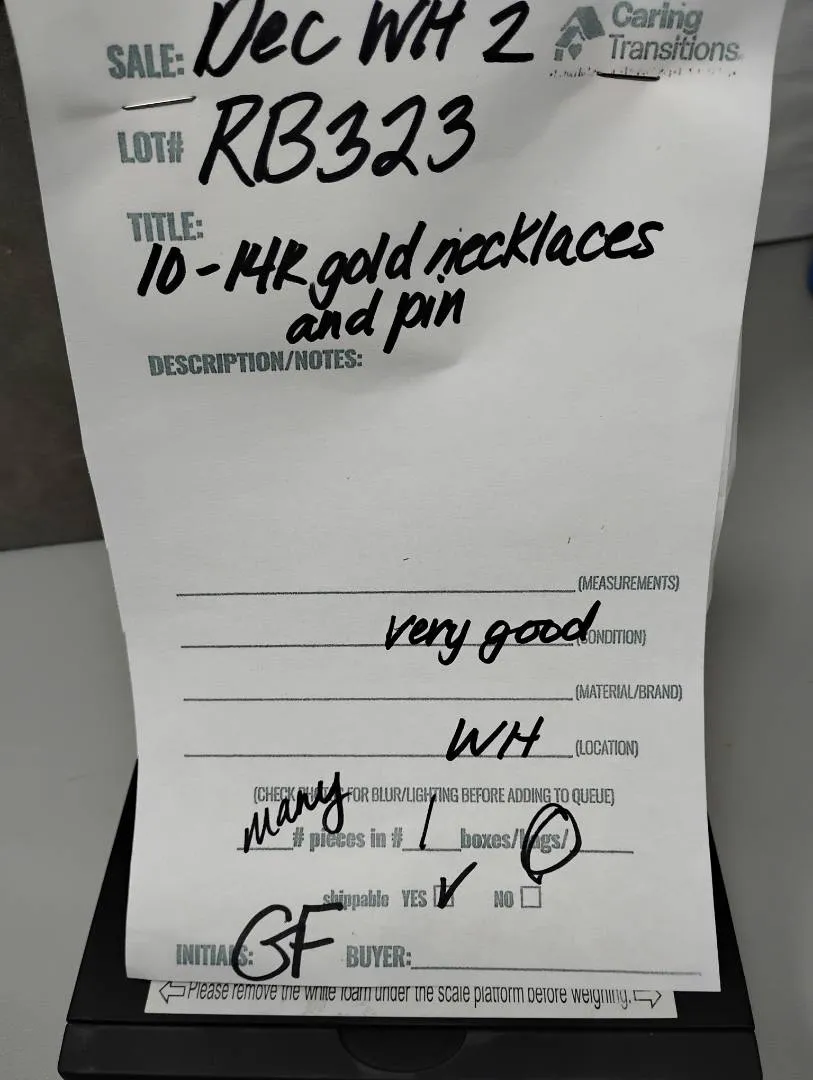 SALE: Dec WH 2
Caring
Transitions
LOT# RB323
TITLE:
10-14K gold necklaces
and pin
DESCRIPTION/NOTES:
(MEASUREMENTS)
very good (CONDITION)
(MATERIAL/BRAND)
WH (LOCATION)
(CHECK PHOTOS FOR BLUR/LIGHTING BEFORE ADDING TO QUEUE)
many # pieces in # 1 boxes/bags/
shippable YES NO
INITIALS: GF BUYER:
Please remove the white foam under the scale platform before weighing.